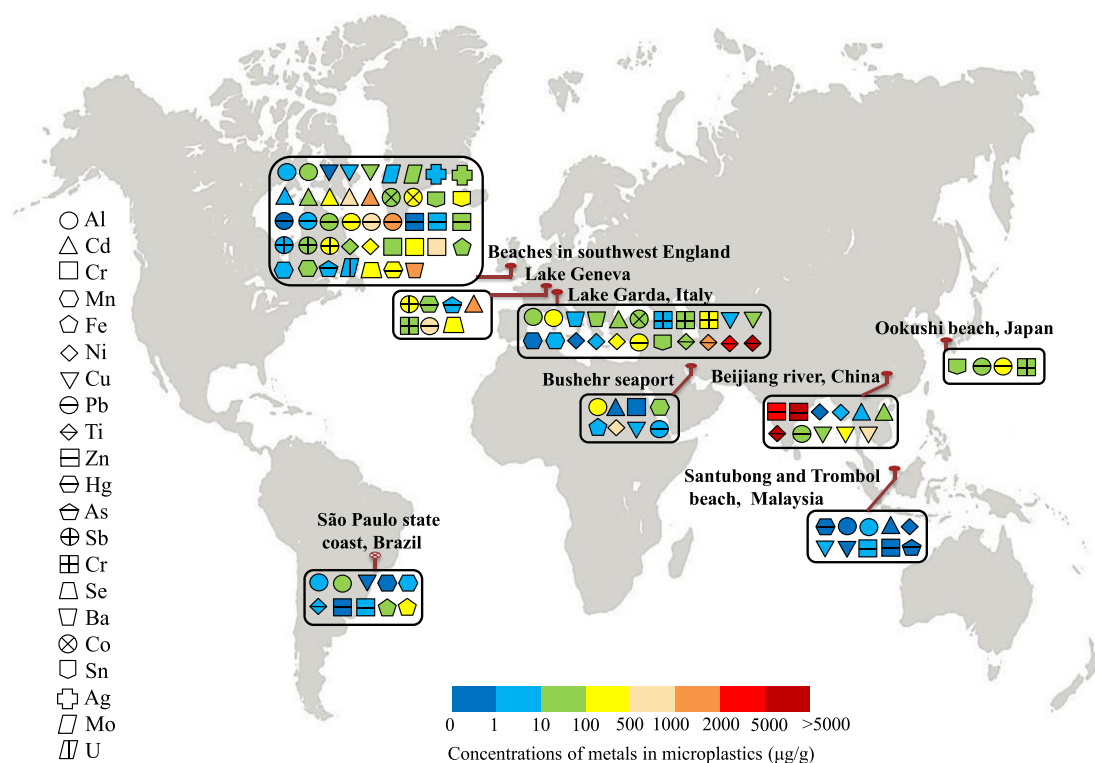 Beaches in southwest England
Lake Geneva
Lake Garda, Italy
Ookushi beach, Japan
Bushehr seaport
Beijiang river, China
Santubong and Trombol
beach, Malaysia
São Paulo state
coast, Brazil
Al
Cd
Cr
Mn
Fe
Ni
Cu
Pb
Ti
Zn
Hg
As
Sb
Cr
Se
Ba
Co
Sn
Ag
Mo
U
0 1 10 100 500 1000 2000 5000 >5000
Concentrations of metals in microplastics (μg/g)